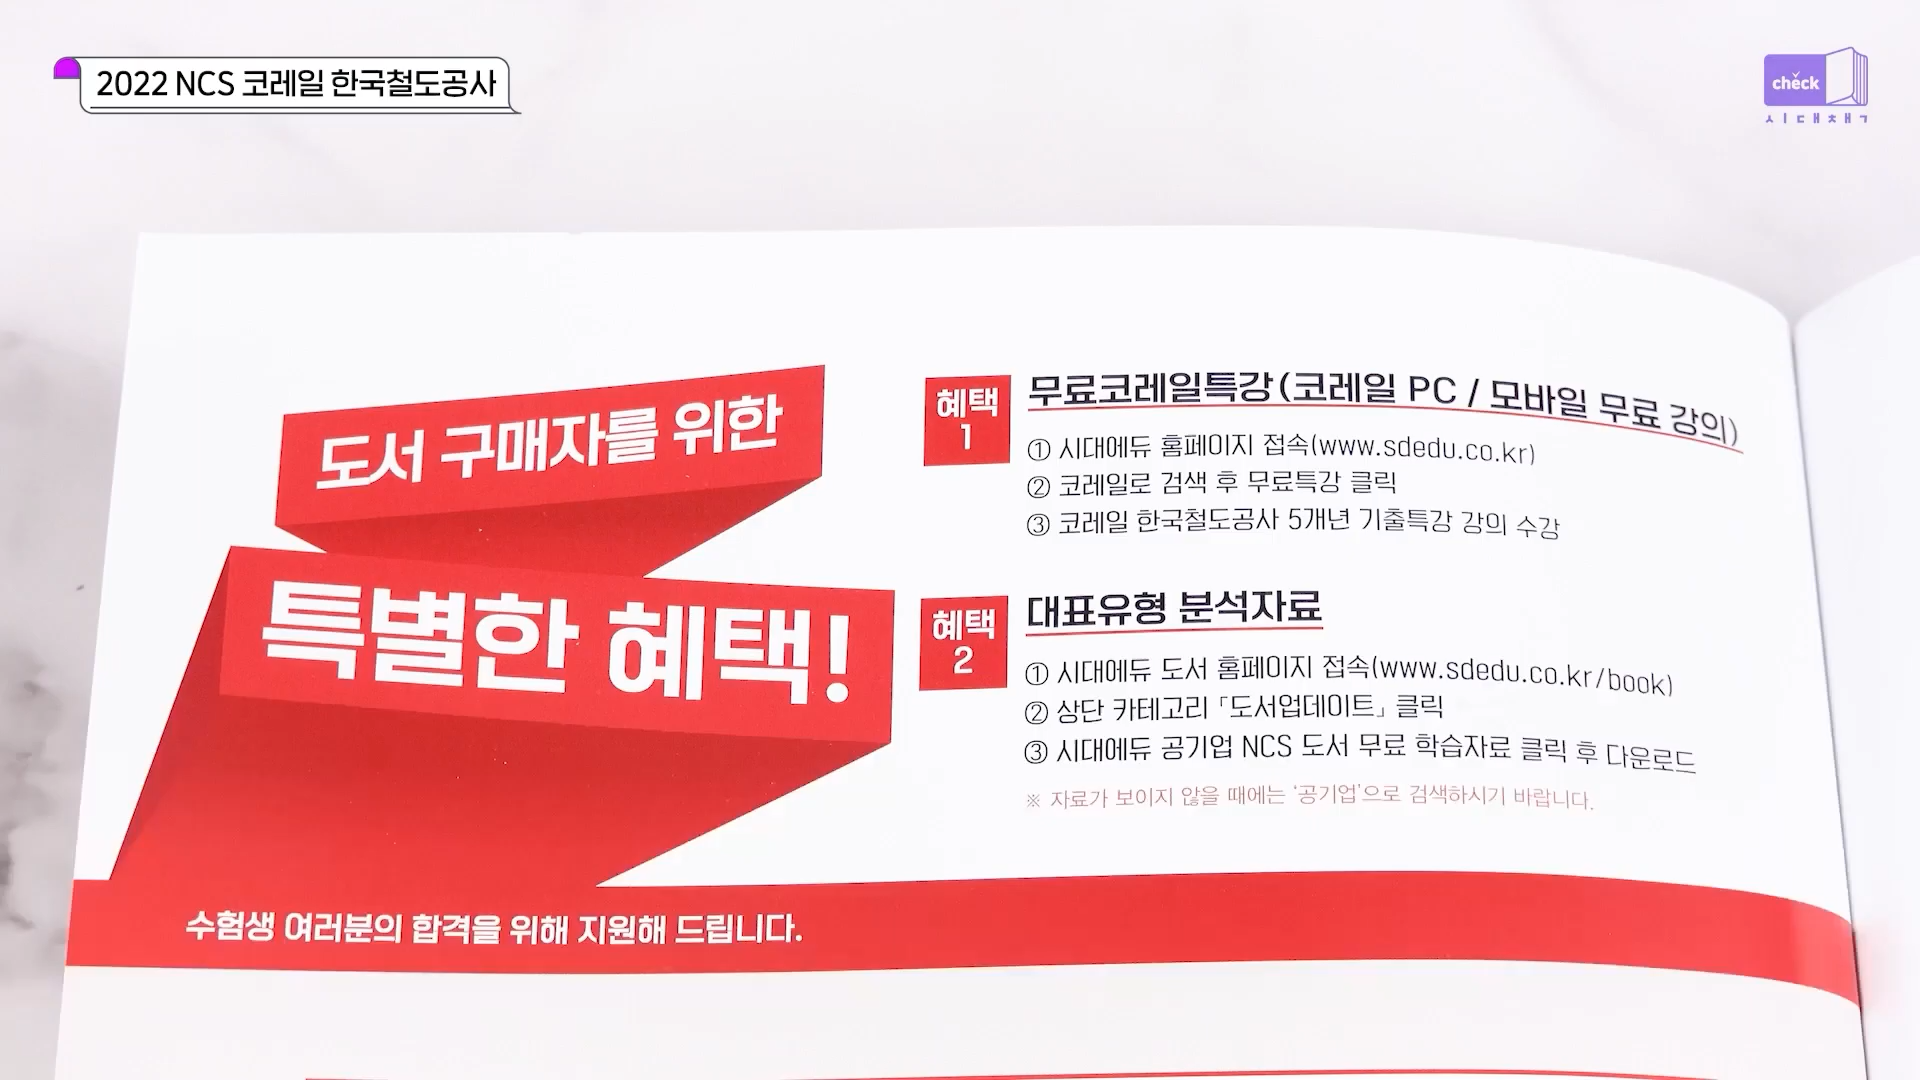 2022 NCS 코레일 한국철도공사
check
시대채ㄱ
도서 구매자를 위한
특별한 혜택!
혜택
1
무료코레일특강(코레일 PC / 모바일 무료 강의)
① 시대에듀 홈페이지 접속(www.sdedu.co.kr)
② 코레일로 검색 후 무료특강 클릭
③ 코레일 한국철도공사 5개년 기출특강 강의 수강
혜택
2
대표유형 분석자료
① 시대에듀 도서 홈페이지 접속(www.sdedu.co.kr/book)
② 상단 카테고리 「도서업데이트」 클릭
③ 시대에듀 공기업 NCS 도서 무료 학습자료 클릭 후 다운로드
※ 자료가 보이지 않을 때에는 '공기업'으로 검색하시기 바랍니다.
수험생 여러분의 합격을 위해 지원해 드립니다.